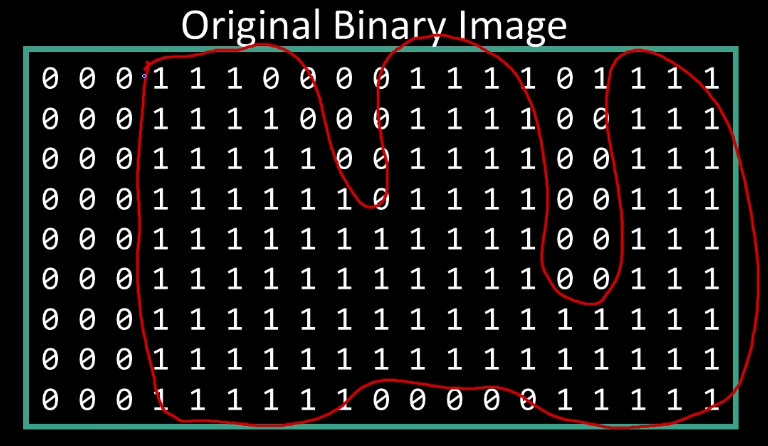 Original Binary Image
0 0 0 1 1 1 0 0 0 0 1 1 1 1 0 1 1 1 1
0 0 0 1 1 1 1 0 0 0 1 1 1 1 0 0 1 1 1
0 0 0 1 1 1 1 1 0 0 1 1 1 1 0 0 1 1 1
0 0 0 1 1 1 1 1 1 0 1 1 1 1 0 0 1 1 1
0 0 0 1 1 1 1 1 1 1 1 1 1 1 0 0 1 1 1
0 0 0 1 1 1 1 1 1 1 1 1 1 1 0 0 1 1 1
0 0 0 1 1 1 1 1 1 1 1 1 1 1 1 1 1 1 1
0 0 0 1 1 1 1 1 1 1 1 1 1 1 1 1 1 1 1
0 0 0 1 1 1 1 1 1 0 0 0 0 0 1 1 1 1 1